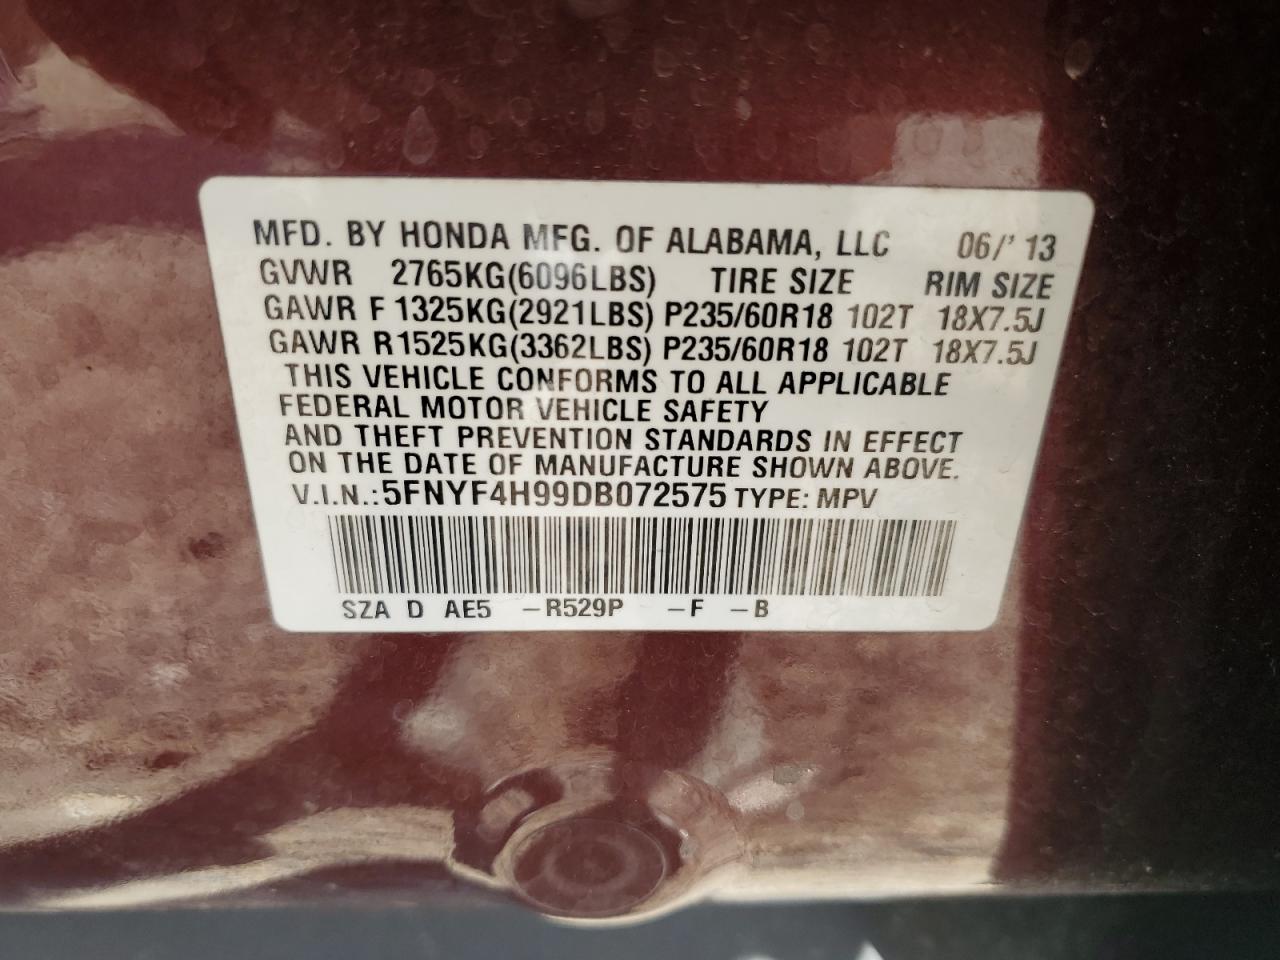 MFD. BY HONDA MFG. OF ALABAMA, LLC 06/' 13
GVWR 2765KG(6096LBS) TIRE SIZE RIM SIZE
GAWR F 1325KG(2921LBS) P235/60R18 102T 18X7.5J
GAWR R1525KG(3362LBS) P235/60R18 102T 18X7.5J
THIS VEHICLE CONFORMS TO ALL APPLICABLE
FEDERAL MOTOR VEHICLE SAFETY
AND THEFT PREVENTION STANDARDS IN EFFECT
ON THE DATE OF MANUFACTURE SHOWN ABOVE.
V.I.N.:5FNYF4H99DB072575 TYPE: MPV
SZA D AE5 –R529P –F –B